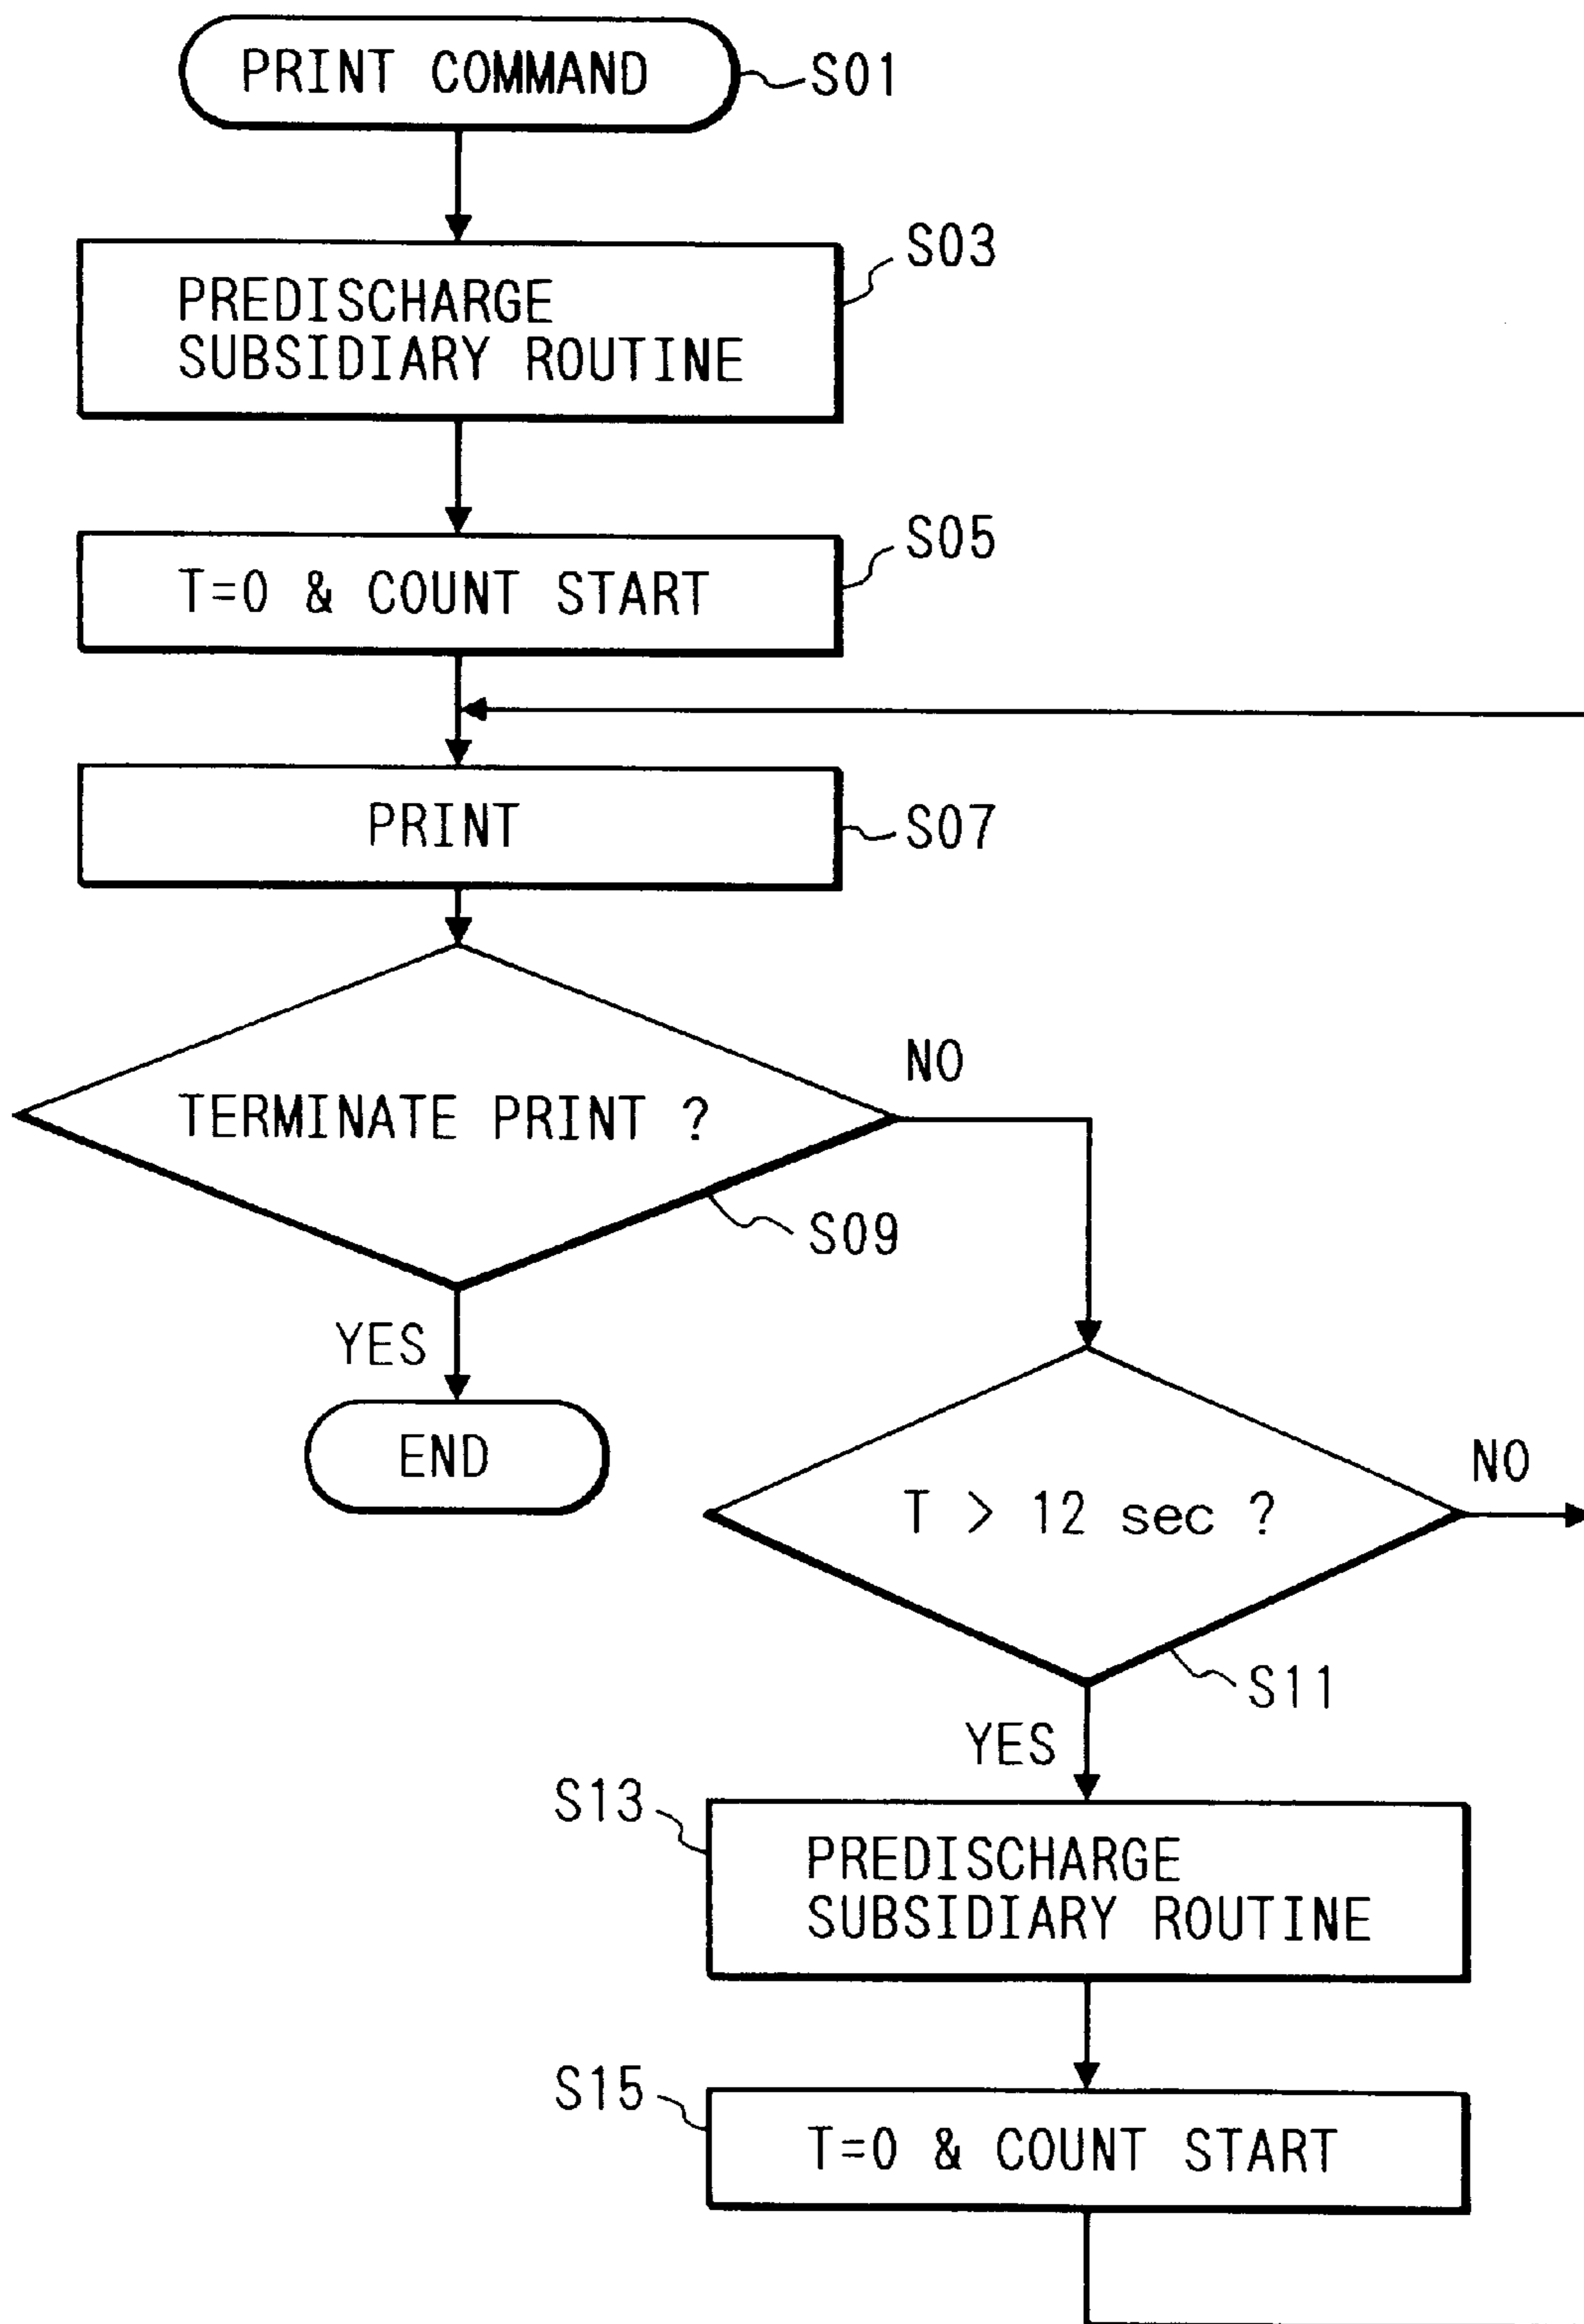 PRINT COMMAND
S01
S03
PREDISCHARGE
SUBSIDIARY ROUTINE
S05
T=0 & COUNT START
PRINT
S07
NO
TERMINATE PRINT ?
S09
YES
END
NO
T > 12 sec ?
S11
YES
S13
PREDISCHARGE
SUBSIDIARY ROUTINE
S15
T=0 & COUNT START